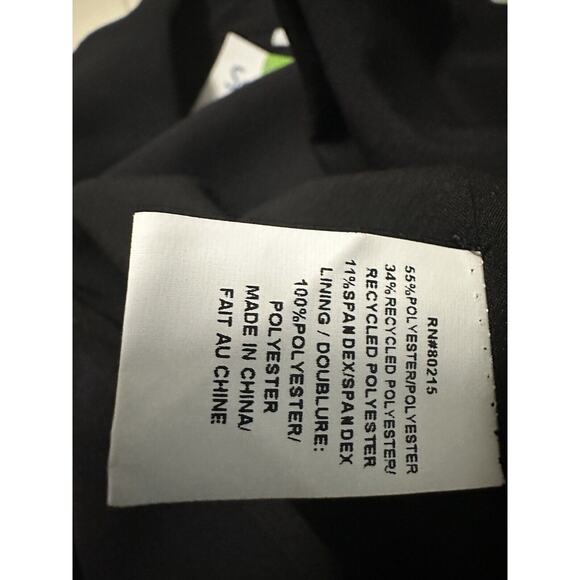 RN#80215
55%POLYESTER/POLYESTER
34%RECYCLED POLYESTER/
RECYCLED POLYESTER
11%SPANDEX/SPANDEX
LINING / DOUBLURE:
100%POLYESTER/
POLYESTER
MADE IN CHINA/
FAIT AU CHINE